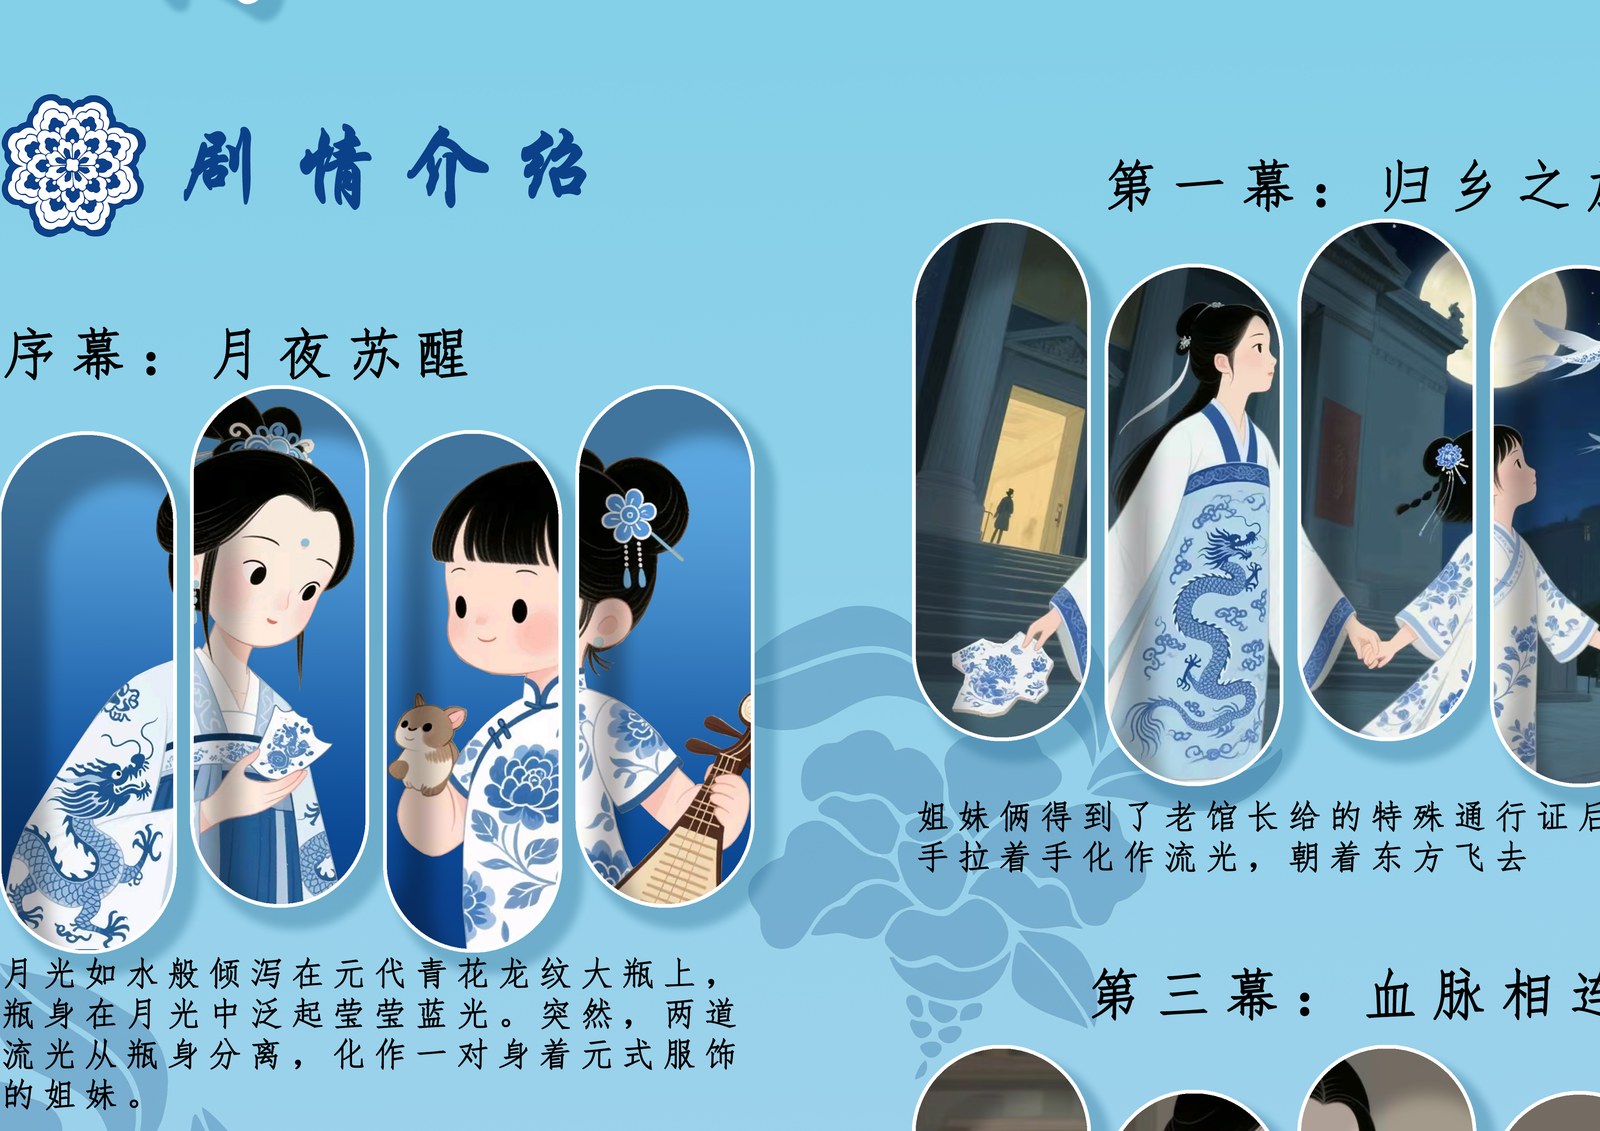 剧情介绍
序幕：月夜苏醒
月光如水般倾泻在元代青花龙纹大瓶上，
瓶身在月光中泛起莹莹蓝光。突然，两道
流光从瓶身分离，化作一对身着元式服饰
的姐妹。
第一幕：归乡之
姐妹俩得到了老馆长给的特殊通行证后
手拉着手化作流光，朝着东方飞去
第三幕：血脉相连